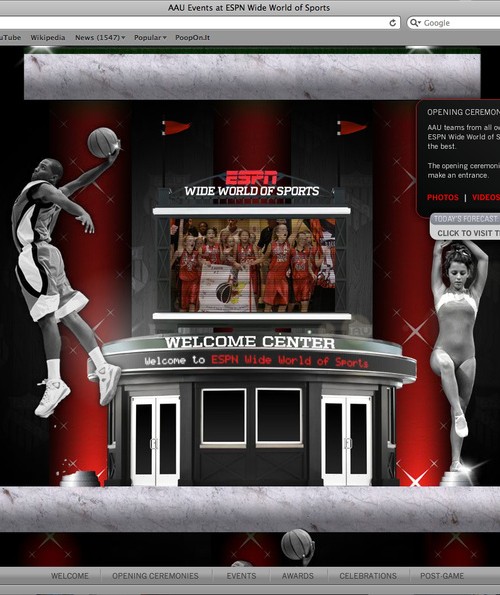 AAU Events at ESPN Wide World of Sports
Google
uTube Wikipedia News (1547) Popular PoopOn.It
OPENING CEREMON
AAU teams from all ov
ESPN Wide World of S
the best.
The opening ceremoni
make an entrance.
PHOTOS | VIDEOS
TODAY'S FORECAST
CLICK TO VISIT T
ESPN
WIDE WORLD OF SPORTS
WELCOME CENTER
Welcome to ESPN Wide World of Sports
WELCOME OPENING CEREMONIES EVENTS AWARDS CELEBRATIONS POST-GAME